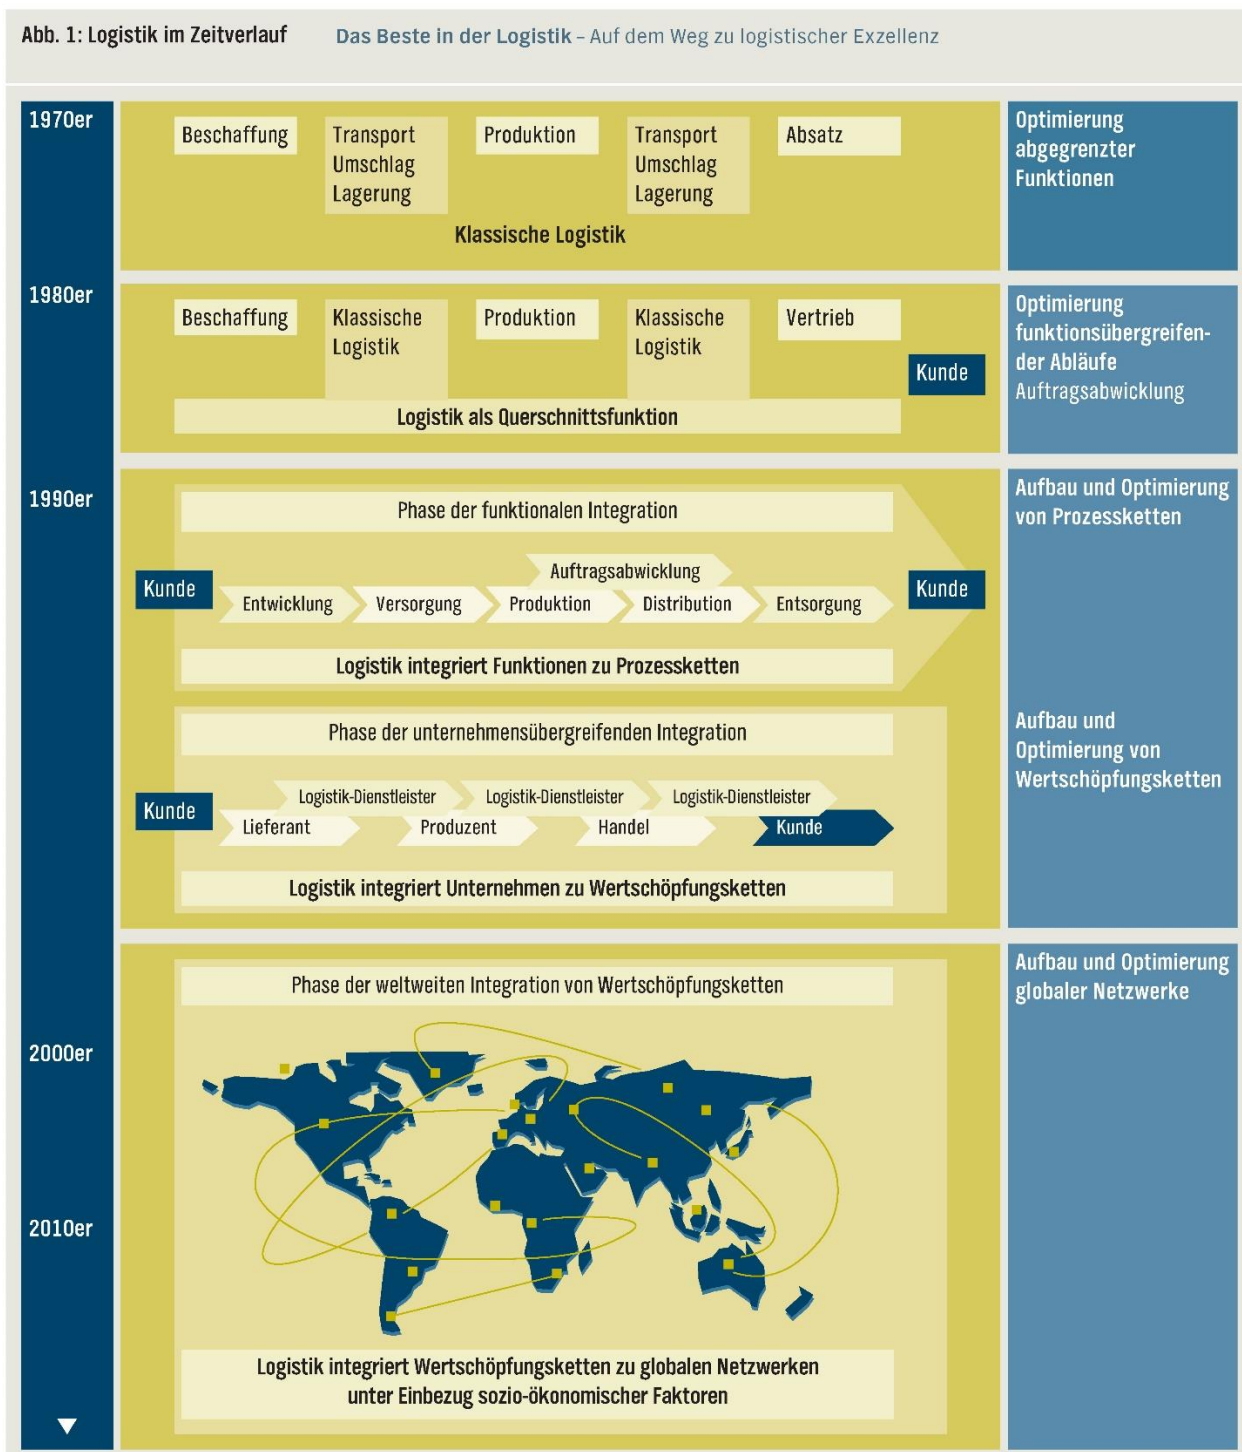 Abb. 1: Logistik im Zeitverlauf
Das Beste in der Logistik – Auf dem Weg zu logistischer Exzellenz
1970er
Beschaffung
Transport
Umschlag
Lagerung
Produktion
Transport
Umschlag
Lagerung
Absatz
Klassische Logistik
Optimierung
abgegrenzter
Funktionen
1980er
Beschaffung
Klassische
Logistik
Produktion
Klassische
Logistik
Vertrieb
Kunde
Logistik als Querschnittsfunktion
Optimierung
funktionsübergreifen-
der Abläufe
Auftragsabwicklung
1990er
Phase der funktionalen Integration
Kunde
Auftragsabwicklung
Entwicklung
Versorgung
Produktion
Distribution
Entsorgung
Kunde
Logistik integriert Funktionen zu Prozessketten
Aufbau und Optimierung
von Prozessketten
Phase der unternehmensübergreifenden Integration
Kunde
Logistik-Dienstleister
Logistik-Dienstleister
Logistik-Dienstleister
Lieferant
Produzent
Handel
Kunde
Logistik integriert Unternehmen zu Wertschöpfungsketten
Aufbau und
Optimierung von
Wertschöpfungsketten
Phase der weltweiten Integration von Wertschöpfungsketten
Aufbau und Optimierung
globaler Netzwerke
2000er
2010er
Logistik integriert Wertschöpfungsketten zu globalen Netzwerken
unter Einbezug sozio-ökonomischer Faktoren